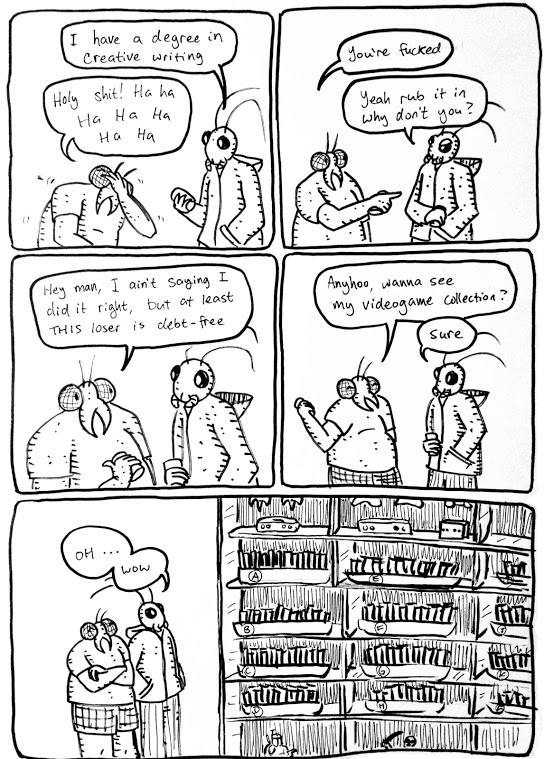 I have a degree in
Creative writing
Holy shit! Ha ha
Ha Ha Ha
Ha Ha
You're fucked
Yeah rub it in
why don't you?
Hey man, I ain't saying I
did it right, but at least
THIS loser is debt-free
Anyhoo, wanna see
my videogame collection?
sure
OH ...
WOW
A
E
B
F
C
G
D
H